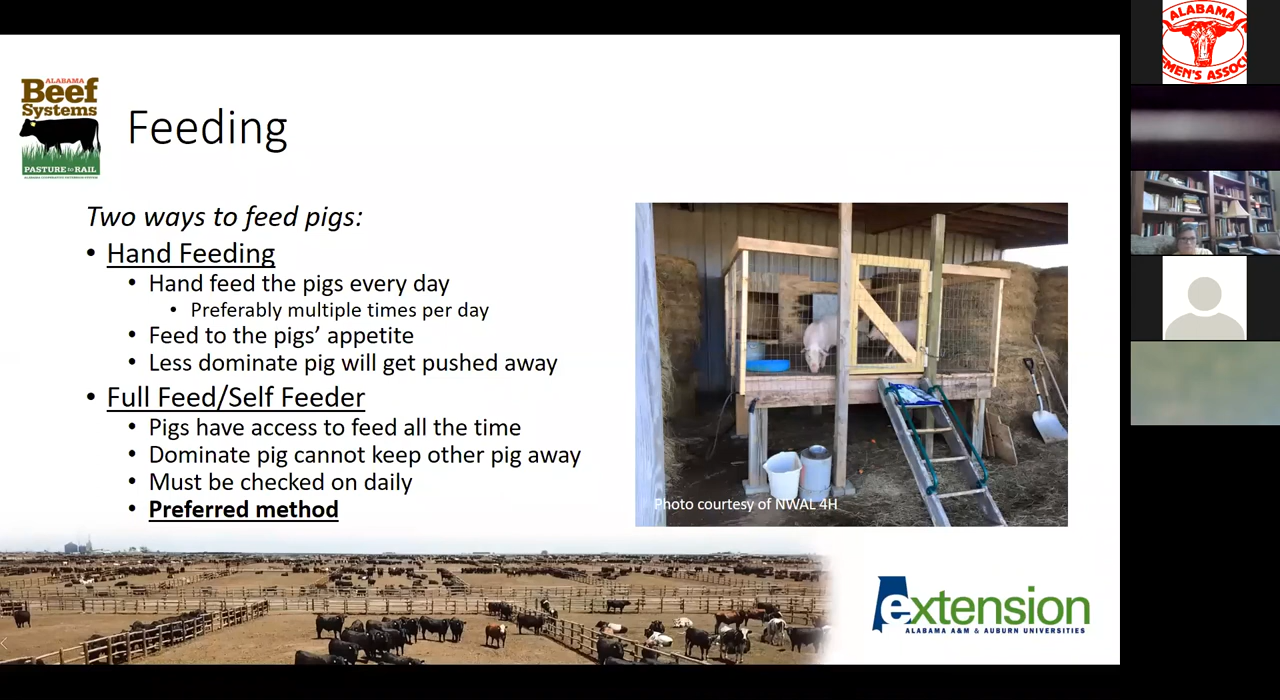 ALABAMA
Beef
Systems
PASTURE to RAIL
Feeding
Two ways to feed pigs:
• Hand Feeding
• Hand feed the pigs every day
• Preferably multiple times per day
• Feed to the pigs’ appetite
• Less dominate pig will get pushed away
• Full Feed/Self Feeder
• Pigs have access to feed all the time
• Dominate pig cannot keep other pig away
• Must be checked on daily
• Preferred method
Photo courtesy of NWAL 4H
extension
ALABAMA A&M & AUBURN UNIVERSITIES
ALABAMA
EMEN'S ASSOC